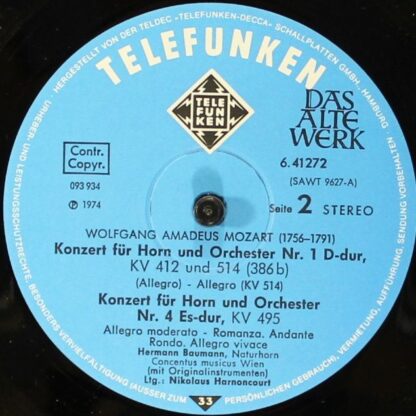 HERGESTELLT VON DER TELDEC »TELEFUNKEN-DECCA« SCHALLPLATTEN GMBH., HAMBURG
TELEFUNKEN
TELE
FUN
KEN
DAS
ALTE
WERK
Contr.
Copyr.
6.41272
(SAWT 9627-A)
093 934
Ⓟ 1974
Seite 2 STEREO
WOLFGANG AMADEUS MOZART (1756–1791)
Konzert für Horn und Orchester Nr. 1 D-dur,
KV 412 und 514 (386 b)
(Allegro) - Allegro (KV 514)
Konzert für Horn und Orchester
Nr. 4 Es-dur, KV 495
Allegro moderato - Romanza. Andante
Rondo. Allegro vivace
Hermann Baumann, Naturhorn
Concentus musicus Wien
(mit Originalinstrumenten)
Ltg.: Nikolaus Harnoncourt
33
URHEBER UND LEISTUNGSSCHUTZRECHTE, BESONDERS VERVIELFÄLTIGUNG (AUSSER ZUM PERSÖNLICHEN GEBRAUCH), VERMIETUNG, AUFFÜHRUNG, SENDUNG VORBEHALTEN.